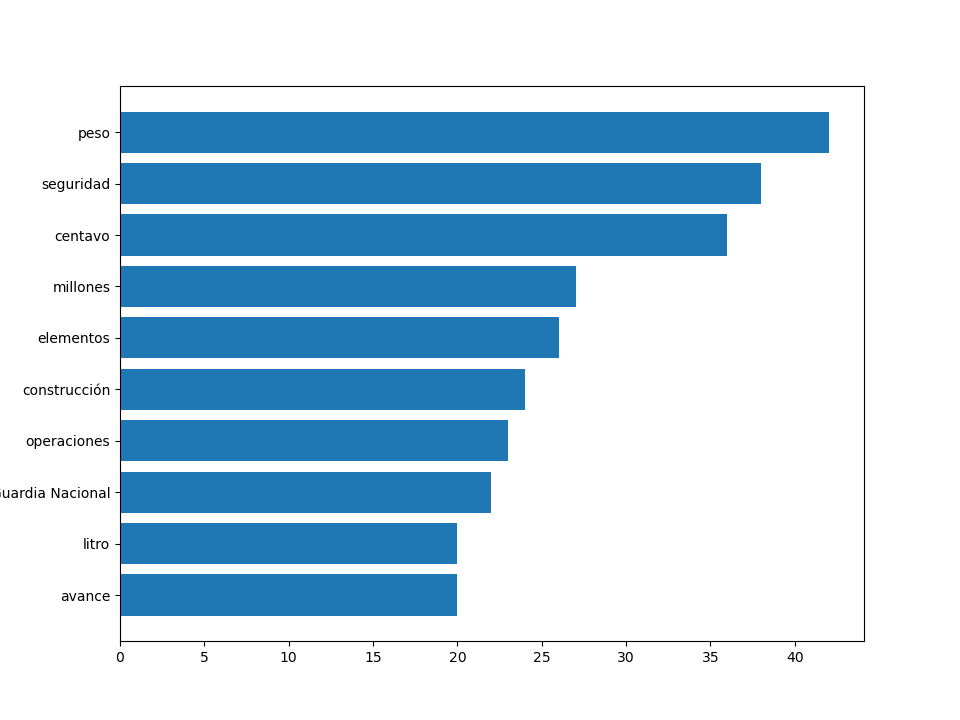 peso
seguridad
centavo
millones
elementos
construcción
operaciones
uardia Nacional
litro
avance
0 5 10 15 20 25 30 35 40